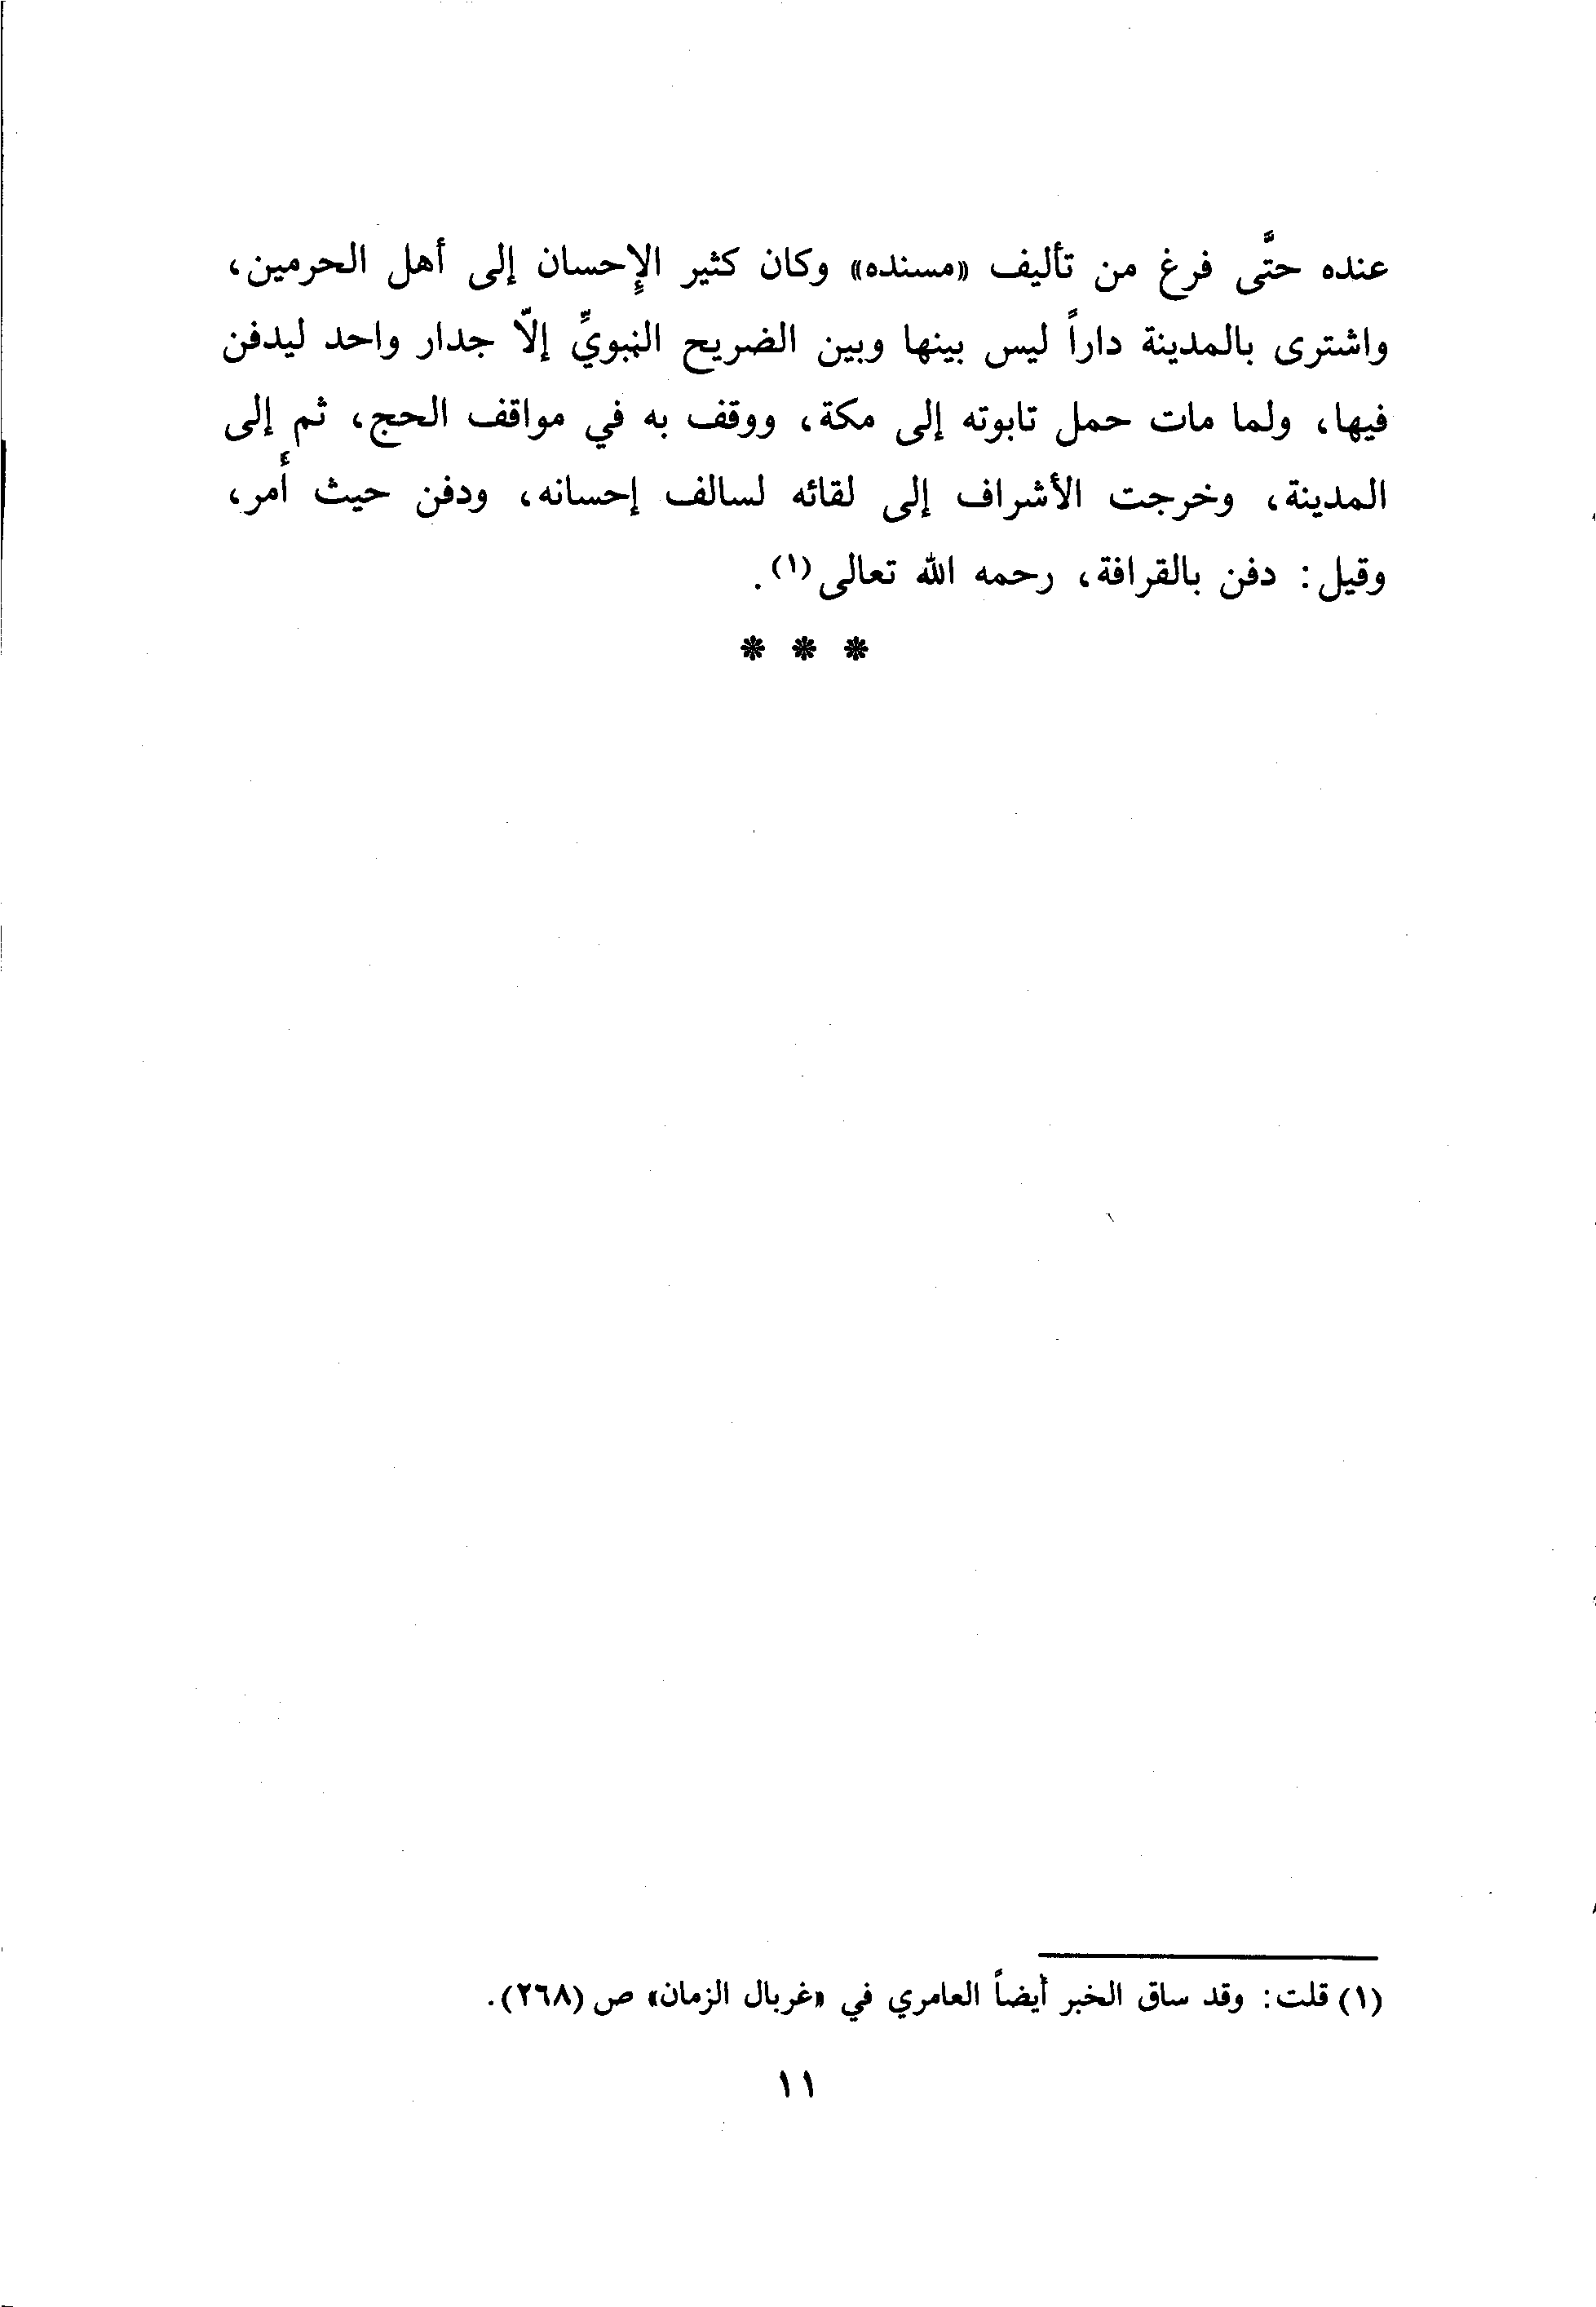 عنده حتَّى فرغ من تأليف «مسنده» وكان كثير الإِحسان إلى أهل الحرمين،
واشترى بالمدينة داراً ليس بينها وبين الضريح النبويِّ إلاّ جدار واحد ليدفن
فيها، ولما مات حمل تابوته إلى مكة، ووقف به في مواقف الحج، ثم إلى
المدينة، وخرجت الأشراف إلى لقائه لسالف إحسانه، ودفن حيث أَمر،
وقيل: دفن بالقرافة، رحمه الله تعالى(١).
* * *
(١) قلت: وقد ساق الخبر أيضاً العامري في «غربال الزمان» ص (٢٦٨).
١١